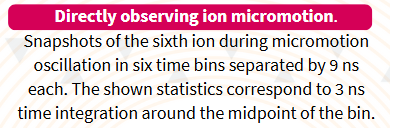 Directly observing ion micromotion.
Snapshots of the sixth ion during micromotion
oscillation in six time bins separated by 9 ns
each. The shown statistics correspond to 3 ns
time integration around the midpoint of the bin.